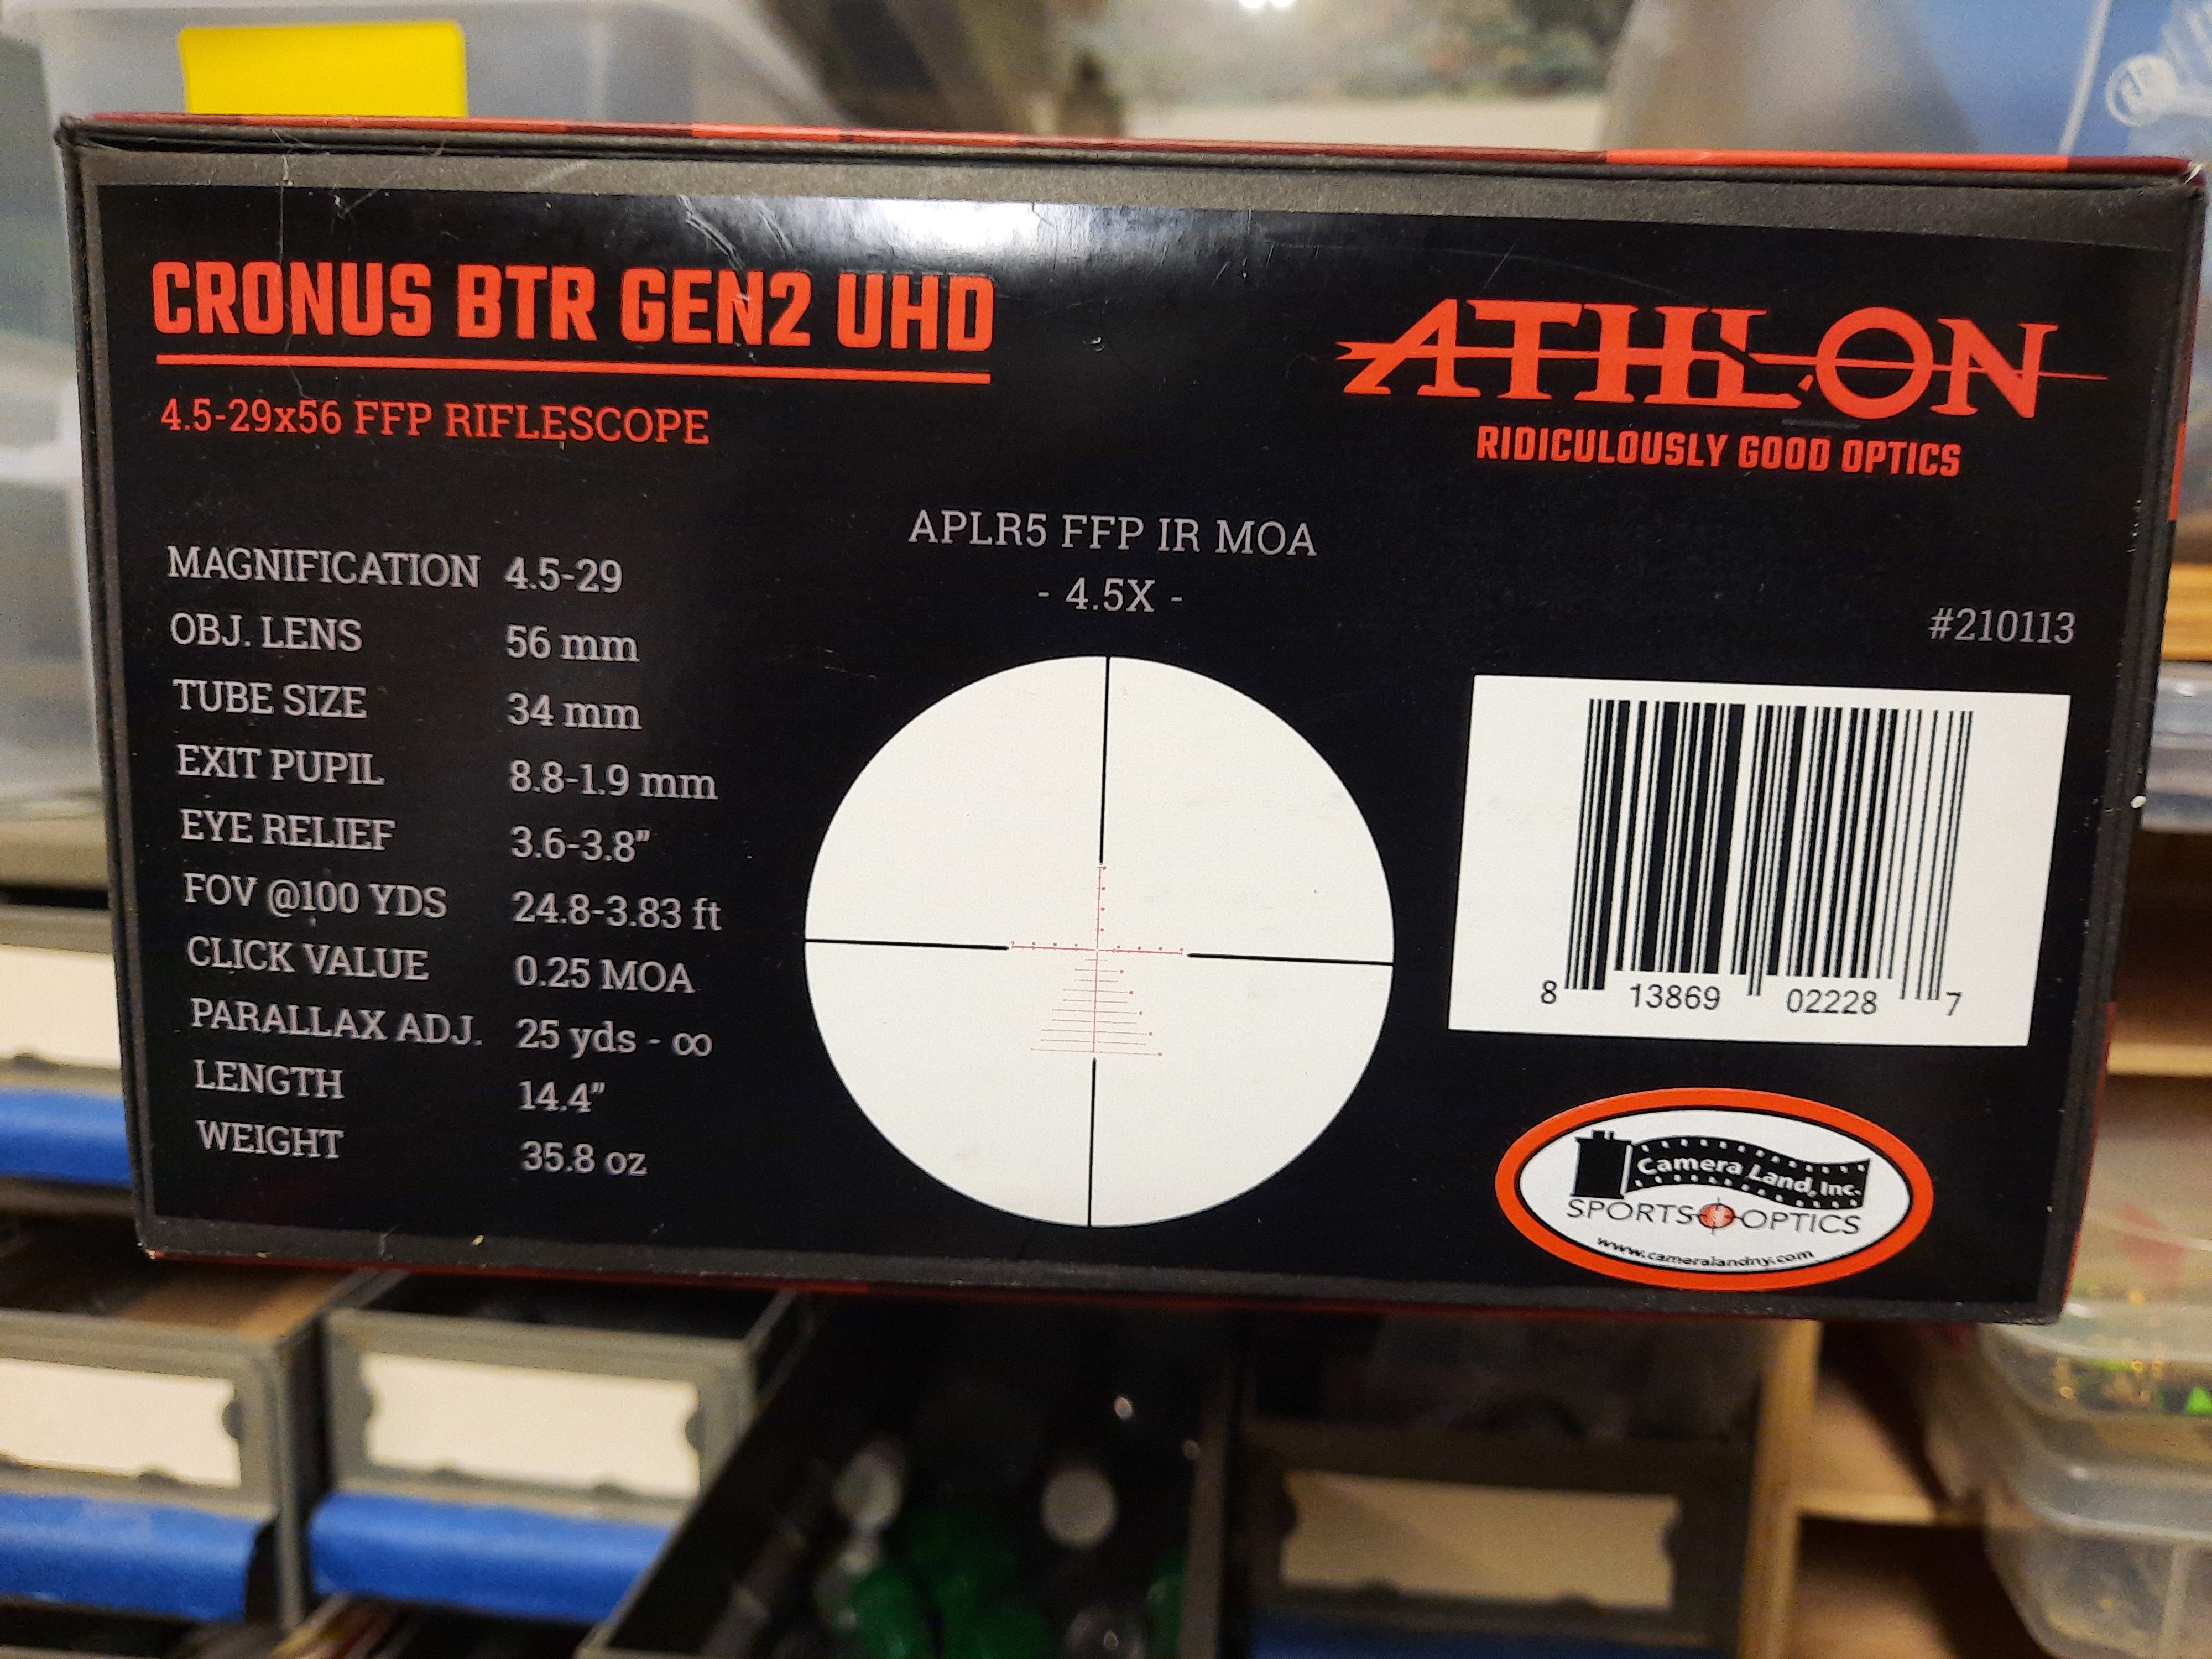 CRONUS BTR GEN2 UHD
4.5-29x56 FFP RIFLESCOPE
ATHLON
RIDICULOUSLY GOOD OPTICS
MAGNIFICATION 4.5-29
OBJ. LENS 56 mm
TUBE SIZE 34 mm
EXIT PUPIL 8.8-1.9 mm
EYE RELIEF 3.6-3.8”
FOV @100 YDS 24.8-3.83 ft
CLICK VALUE 0.25 MOA
PARALLAX ADJ. 25 yds - ∞
LENGTH 14.4”
WEIGHT 35.8 oz
APLR5 FFP IR MOA
- 4.5X -
#210113
8 13869 02228 7
Camera Land, Inc.
SPORTS OPTICS
www.cameralandny.com